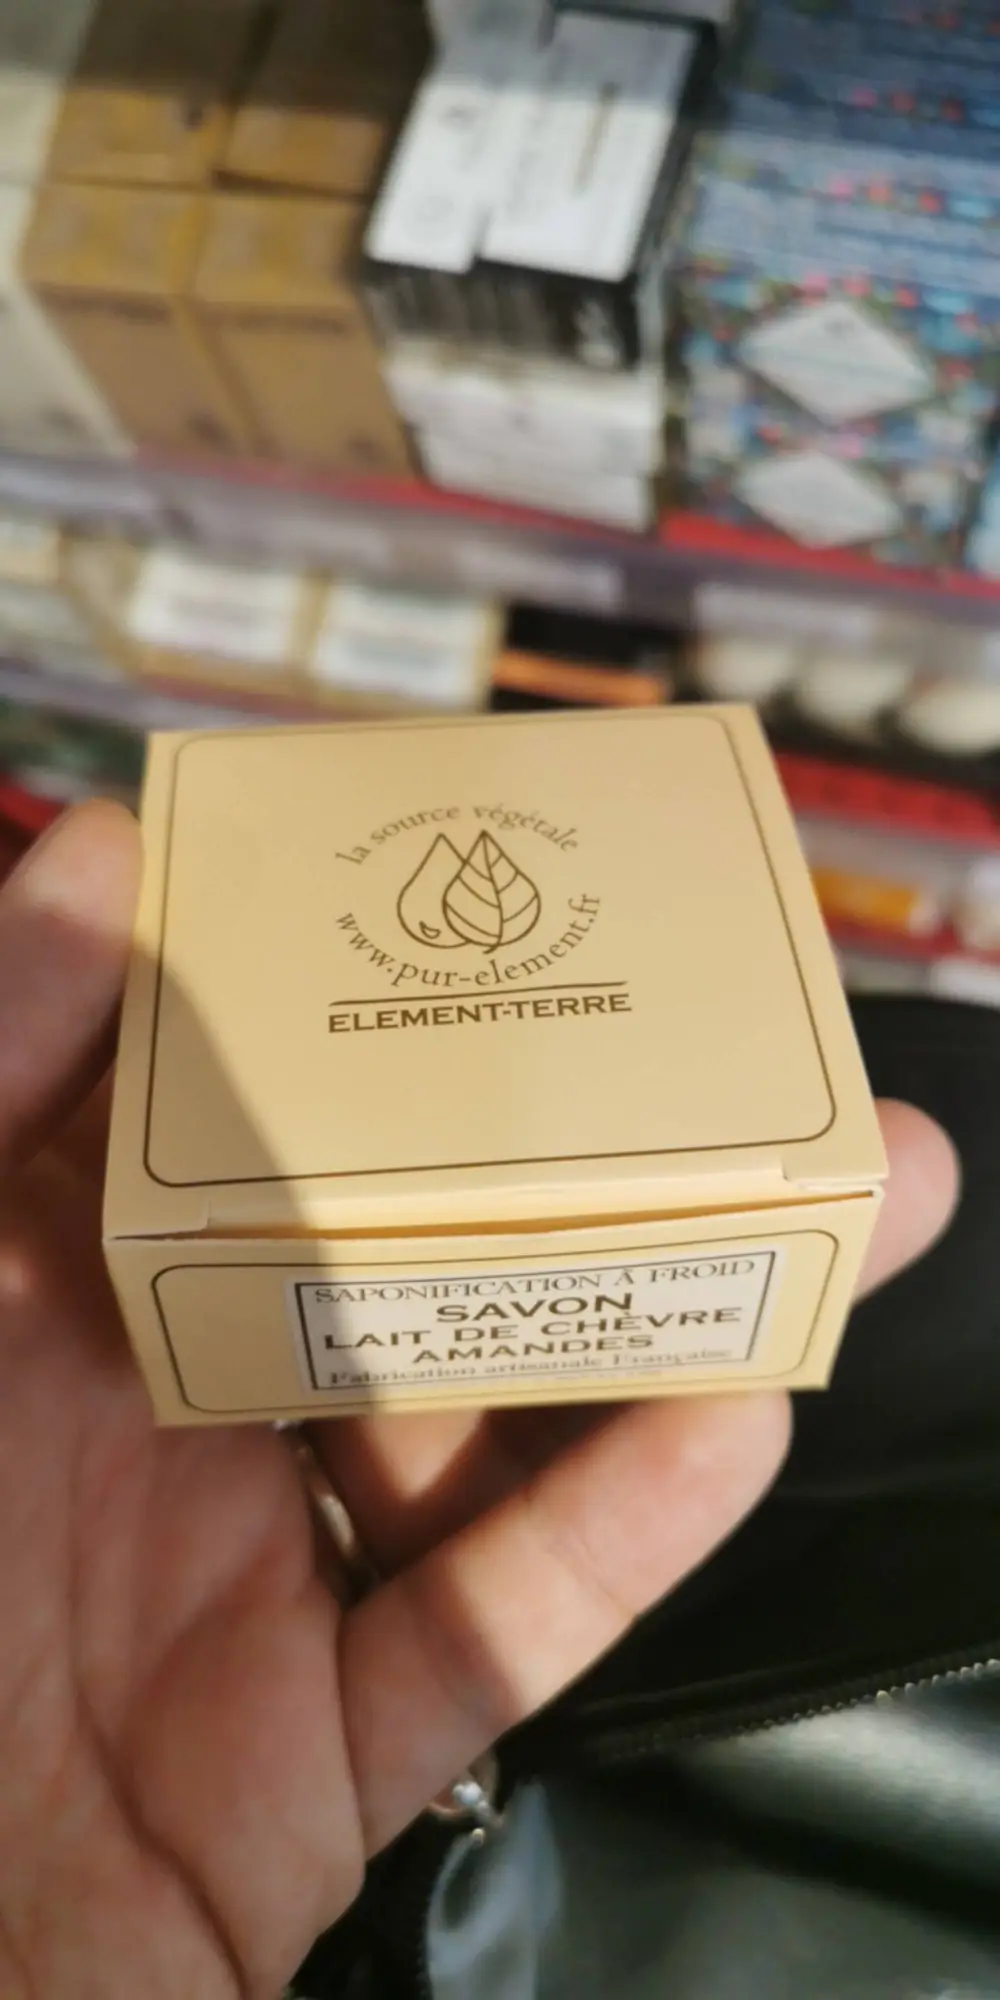 la source végétale
www.pur-element.fr
ELEMENT-TERRE
SAPONIFICATION À FROID
SAVON
LAIT DE CHÈVRE
AMANDES
Fabrication artisanale Française